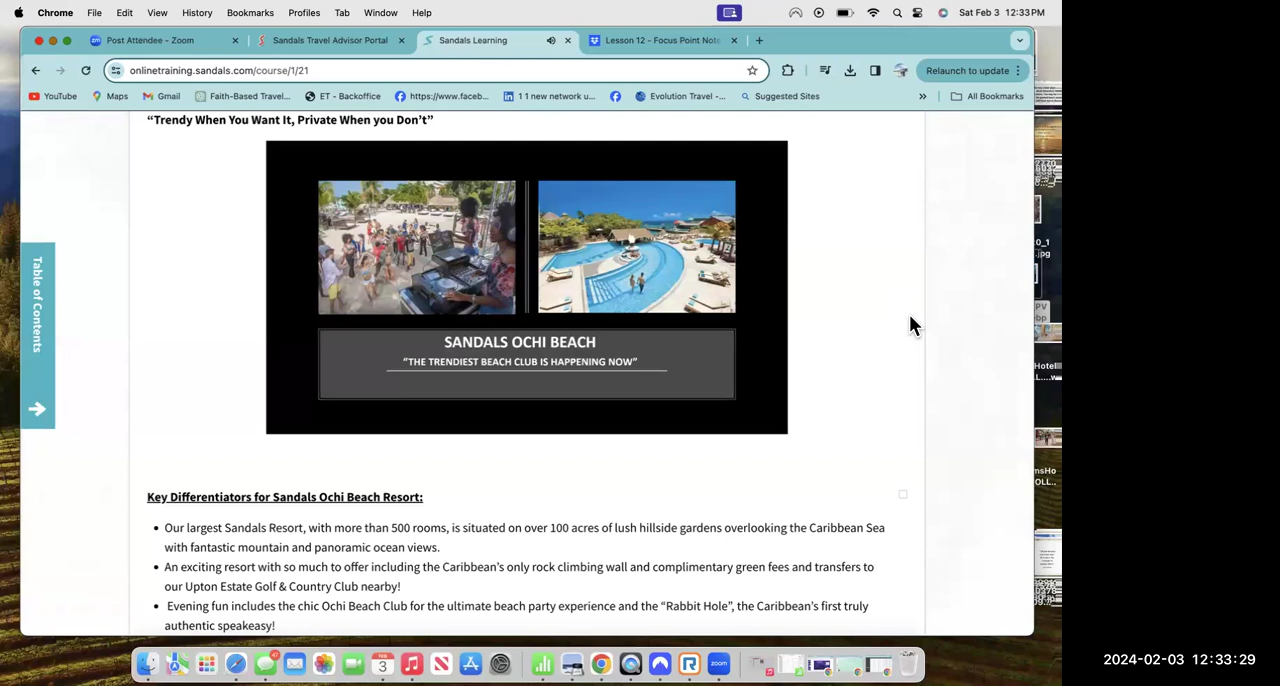 Chrome File Edit View History Bookmarks Profiles Tab Window Help Sat Feb 3 12:33 PM
Post Attendee - Zoom Sandals Travel Advisor Portal Sandals Learning Lesson 12 - Focus Point Note
onlinetraining.sandals.com/course/1/21 Relaunch to update
YouTube Maps Gmail Faith-Based Travel... ET - Backoffice https://www.faceb... 1 1 new network u... Evolution Travel -... Suggested Sites » All Bookmarks
“Trendy When You Want It, Private When you Don’t”
SANDALS OCHI BEACH
“THE TRENDIEST BEACH CLUB IS HAPPENING NOW”
Table of Contents
Key Differentiators for Sandals Ochi Beach Resort:
• Our largest Sandals Resort, with more than 500 rooms, is situated on over 100 acres of lush hillside gardens overlooking the Caribbean Sea
with fantastic mountain and panoramic ocean views.
• An exciting resort with so much to offer including the Caribbean’s only rock climbing wall and complimentary green fees and transfers to
our Upton Estate Golf & Country Club nearby!
• Evening fun includes the chic Ochi Beach Club for the ultimate beach party experience and the “Rabbit Hole”, the Caribbean’s first truly
authentic speakeasy!
47
FEB
3
zoom
2024-02-03 12:33:29